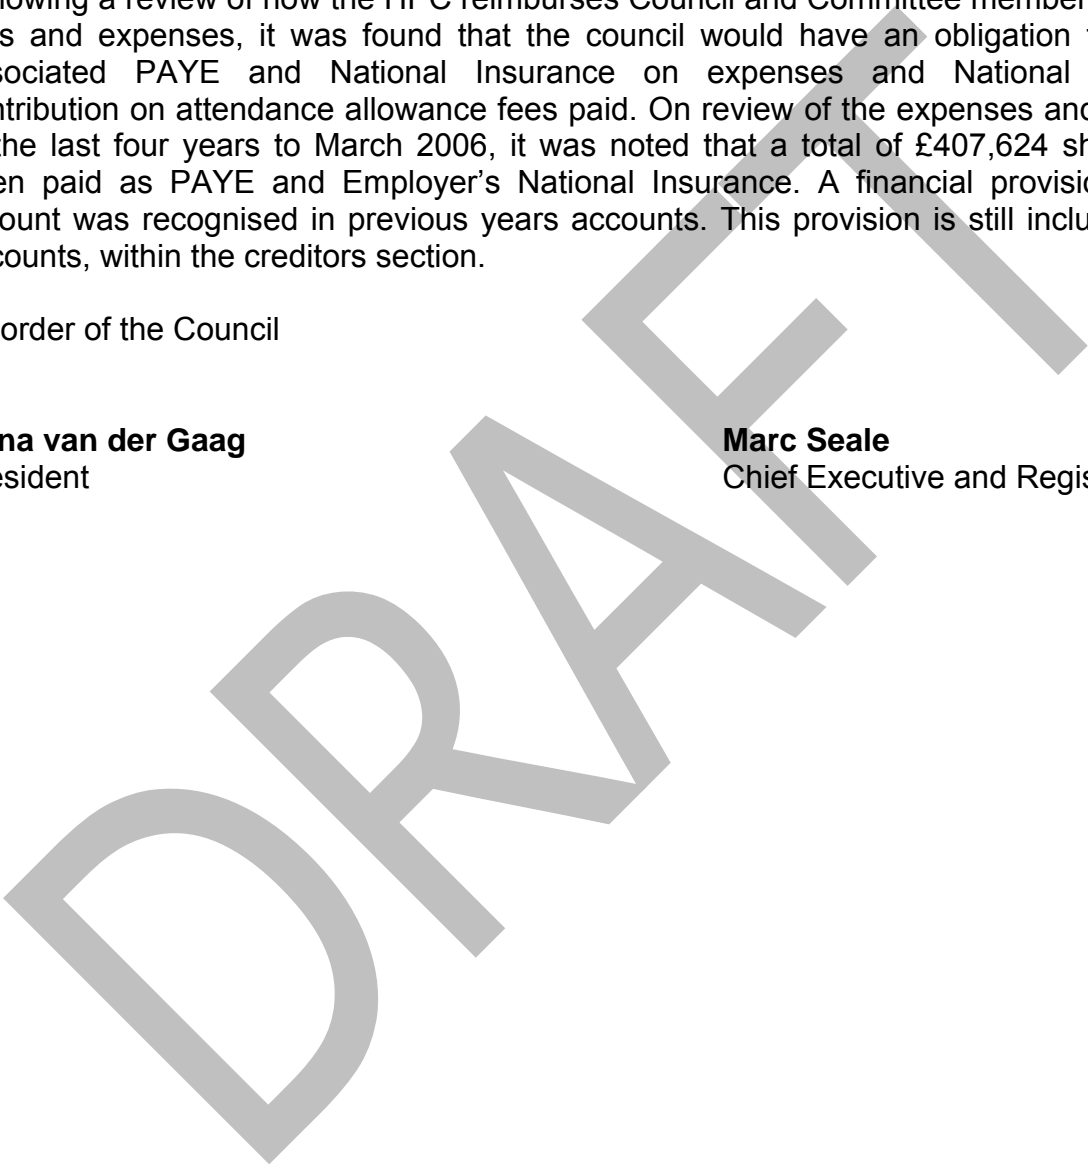 owing a review of how the HPC reimburses Council and Committee member
s and expenses, it was found that the council would have an obligation t
sociated PAYE and National Insurance on expenses and National
ntribution on attendance allowance fees paid. On review of the expenses and
the last four years to March 2006, it was noted that a total of £407,624 sh
en paid as PAYE and Employer’s National Insurance. A financial provisio
ount was recognised in previous years accounts. This provision is still inclu
counts, within the creditors section.
order of the Council
na van der Gaag
Marc Seale
esident
Chief Executive and Regis
DRAFT